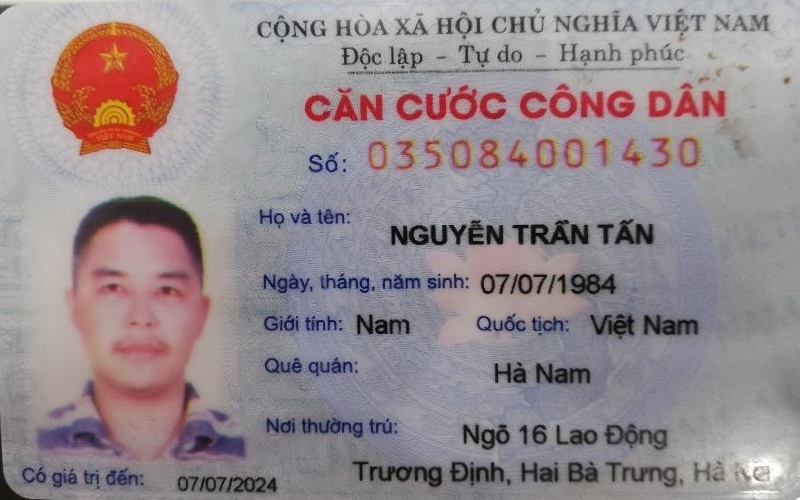 CỘNG HÒA XÃ HỘI CHỦ NGHĨA VIỆT NAM
Độc lập - Tự do - Hạnh phúc
CĂN CƯỚC CÔNG DÂN
Số: 035084001430
Họ và tên: NGUYỄN TRẦN TẤN
Ngày, tháng, năm sinh: 07/07/1984
Giới tính: Nam Quốc tịch: Việt Nam
Quê quán: Hà Nam
Nơi thường trú: Ngõ 16 Lao Động
Trương Định, Hai Bà Trưng, Hà
Có giá trị đến: 07/07/2024